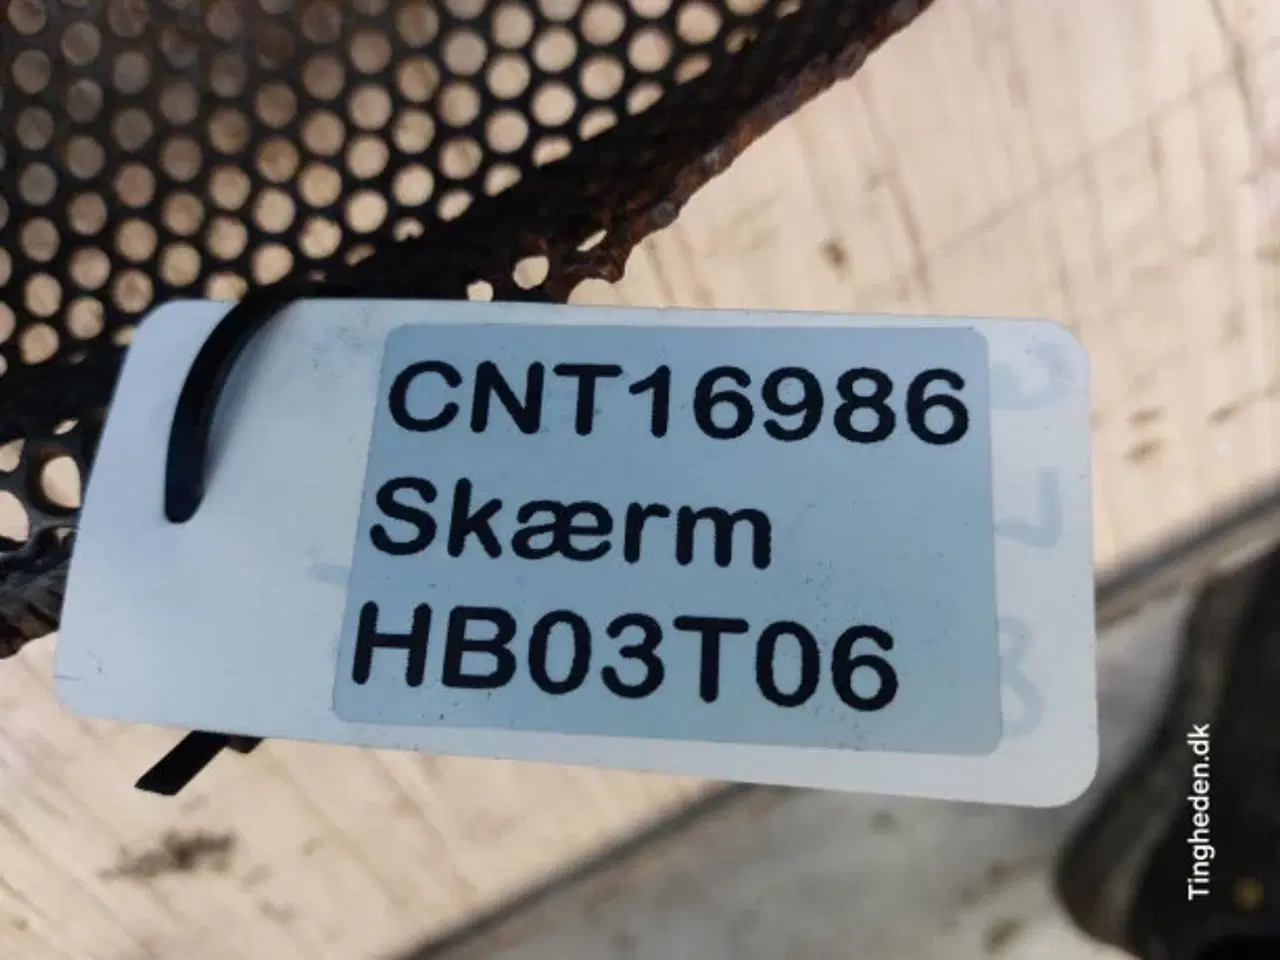 CNT16986
Skærm
HB03T06
Tingheden.dk